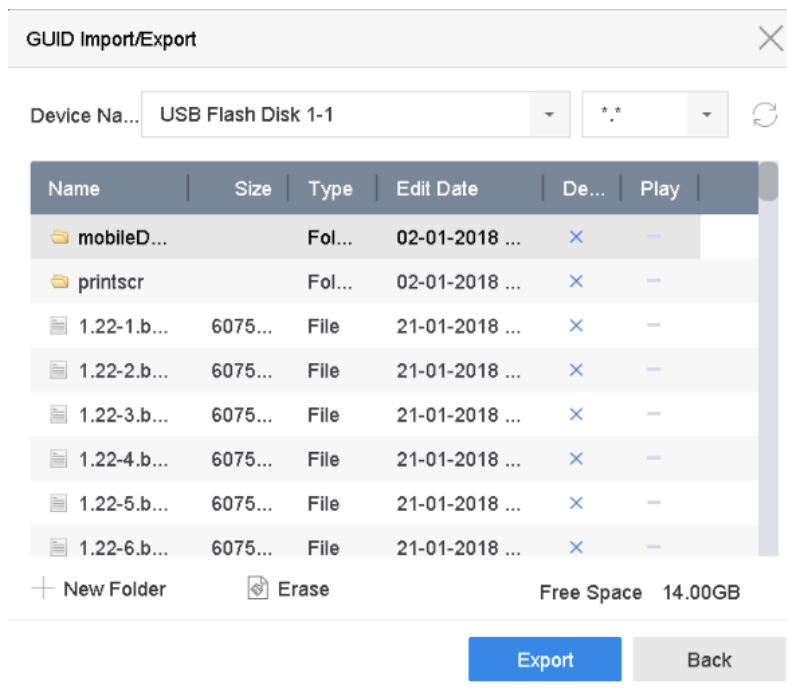 GUID Import/Export
Device Na... USB Flash Disk 1-1 *.*
Name Size Type Edit Date De... Play
mobileD... Fol... 02-01-2018 ...
printscr Fol... 02-01-2018 ...
1.22-1.b... 6075... File 21-01-2018 ...
1.22-2.b... 6075... File 21-01-2018 ...
1.22-3.b... 6075... File 21-01-2018 ...
1.22-4.b... 6075... File 21-01-2018 ...
1.22-5.b... 6075... File 21-01-2018 ...
1.22-6.b... 6075... File 21-01-2018 ...
New Folder Erase Free Space 14.00GB
Export Back